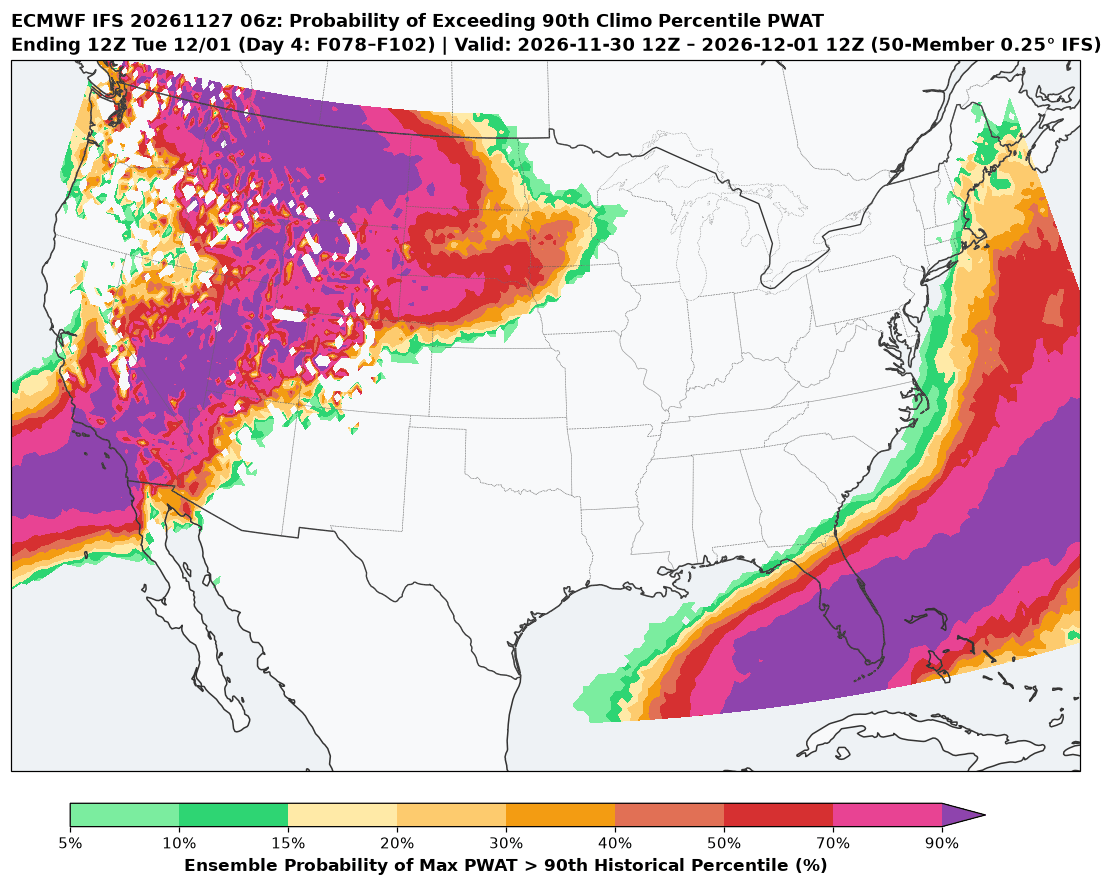 ECMWF IFS 20261127 06z: Probability of Exceeding 90th Climo Percentile PWAT
Ending 12Z Tue 12/01 (Day 4: F078–F102) | Valid: 2026-11-30 12Z – 2026-12-01 12Z (50-Member 0.25° IFS)
5% 10% 15% 20% 30% 40% 50% 70% 90%
Ensemble Probability of Max PWAT > 90th Historical Percentile (%)